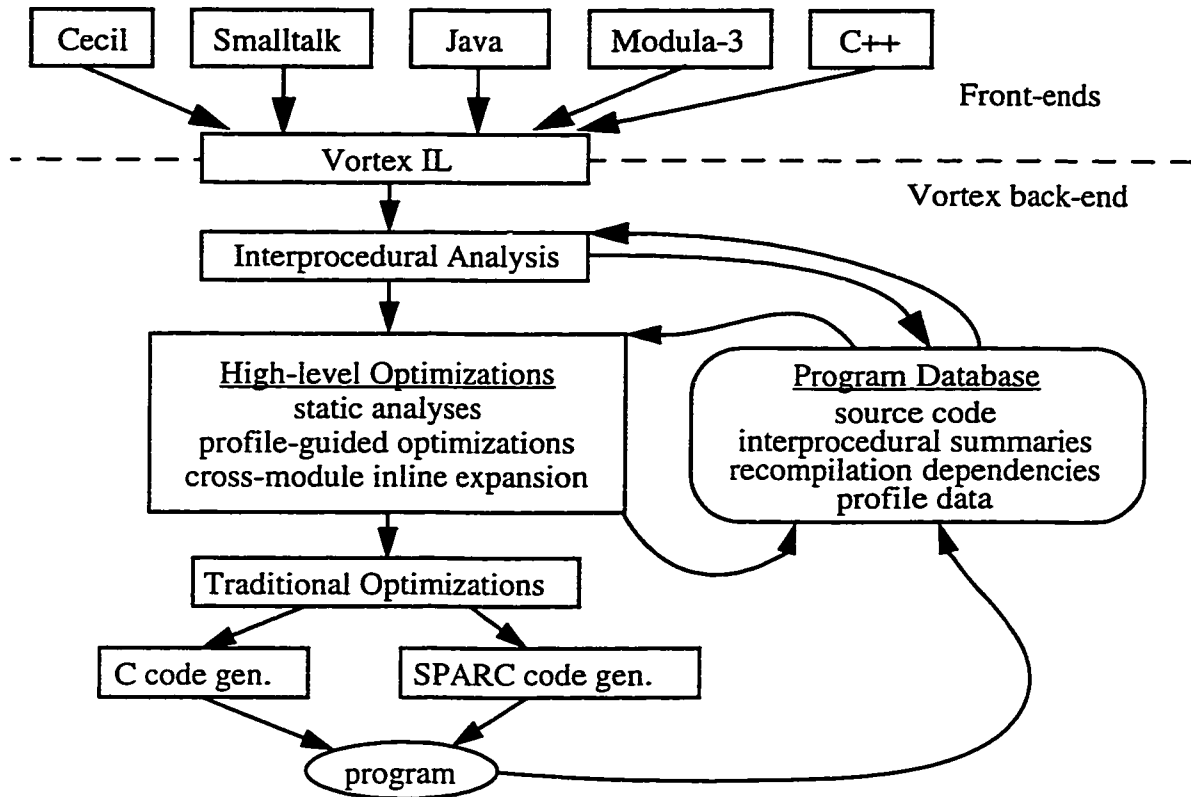 Cecil
Smalltalk
Java
Modula-3
C++
Front-ends
Vortex IL
Vortex back-end
Interprocedural Analysis
High-level Optimizations
static analyses
profile-guided optimizations
cross-module inline expansion
Program Database
source code
interprocedural summaries
recompilation dependencies
profile data
Traditional Optimizations
C code gen.
SPARC code gen.
program